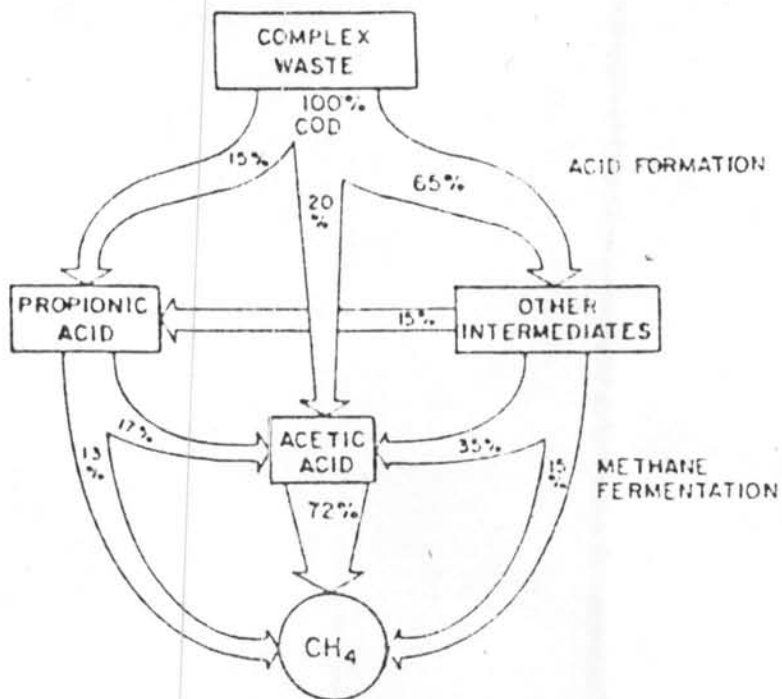 COMPLEX
WASTE
100%
COD
15%
65%
20
%
ACID FORMATION
PROPIONIC
ACID
15%
OTHER
INTERMEDIATES
17%
13
%
ACETIC
ACID
35%
15
%
METHANE
FERMENTATION
72%
CH₄